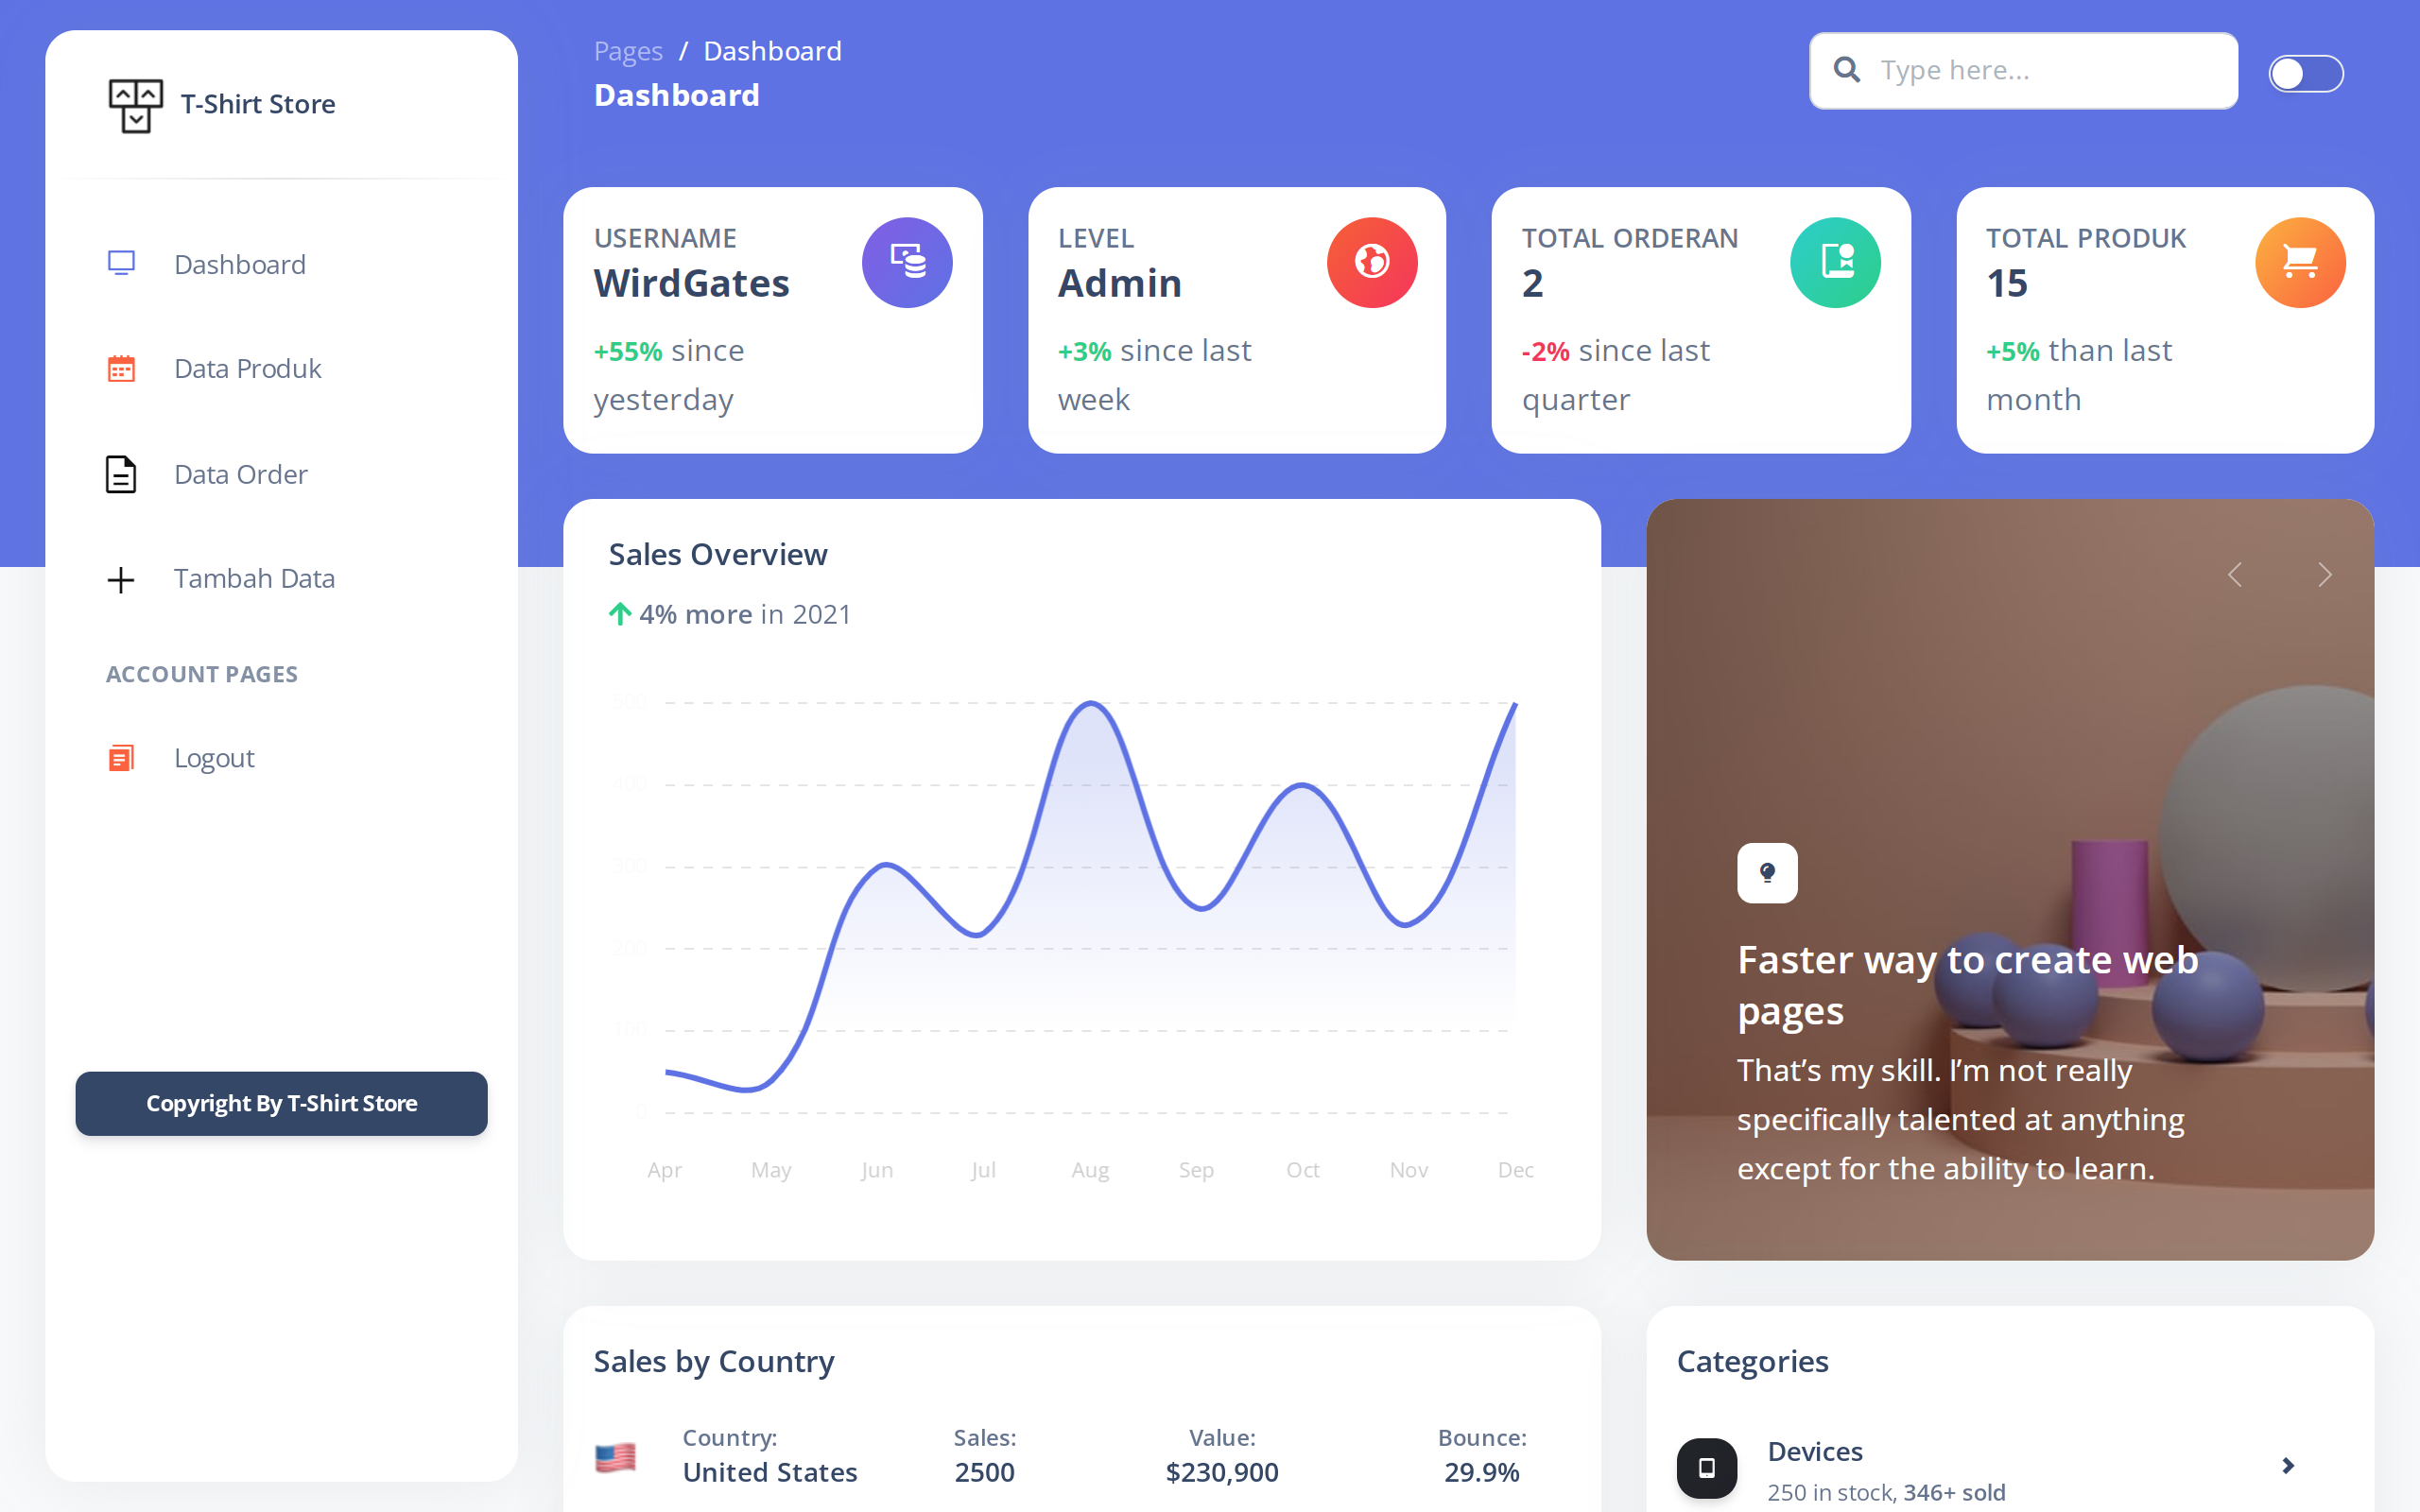 T-Shirt Store
Dashboard
Data Produk
Data Order
Tambah Data
ACCOUNT PAGES
Logout
Copyright By T-Shirt Store
Pages / Dashboard
Dashboard
Type here...
USERNAME
WirdGates
+55% since
yesterday
LEVEL
Admin
+3% since last
week
TOTAL ORDERAN
2
-2% since last
quarter
TOTAL PRODUK
15
+5% than last
month
Sales Overview
4% more in 2021
500
400
300
200
100
0
Apr May Jun Jul Aug Sep Oct Nov Dec
Faster way to create web
pages
That’s my skill. I’m not really
specifically talented at anything
except for the ability to learn.
Sales by Country
Country: Sales: Value: Bounce:
United States 2500 $230,900 29.9%
Categories
Devices
250 in stock, 346+ sold